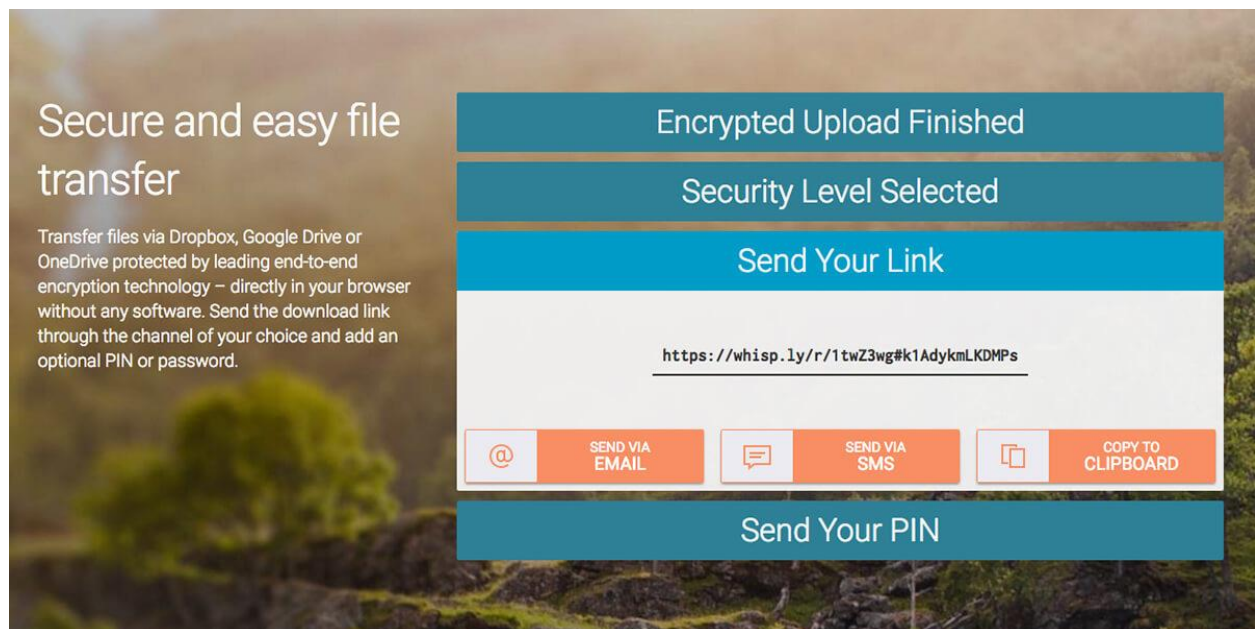 Secure and easy file
transfer
Transfer files via Dropbox, Google Drive or
OneDrive protected by leading end-to-end
encryption technology – directly in your browser
without any software. Send the download link
through the channel of your choice and add an
optional PIN or password.
Encrypted Upload Finished
Security Level Selected
Send Your Link
https://whisp.ly/r/1twZ3wg#k1AdykmLKDMPs
@
SEND VIA
EMAIL
SEND VIA
SMS
COPY TO
CLIPBOARD
Send Your PIN